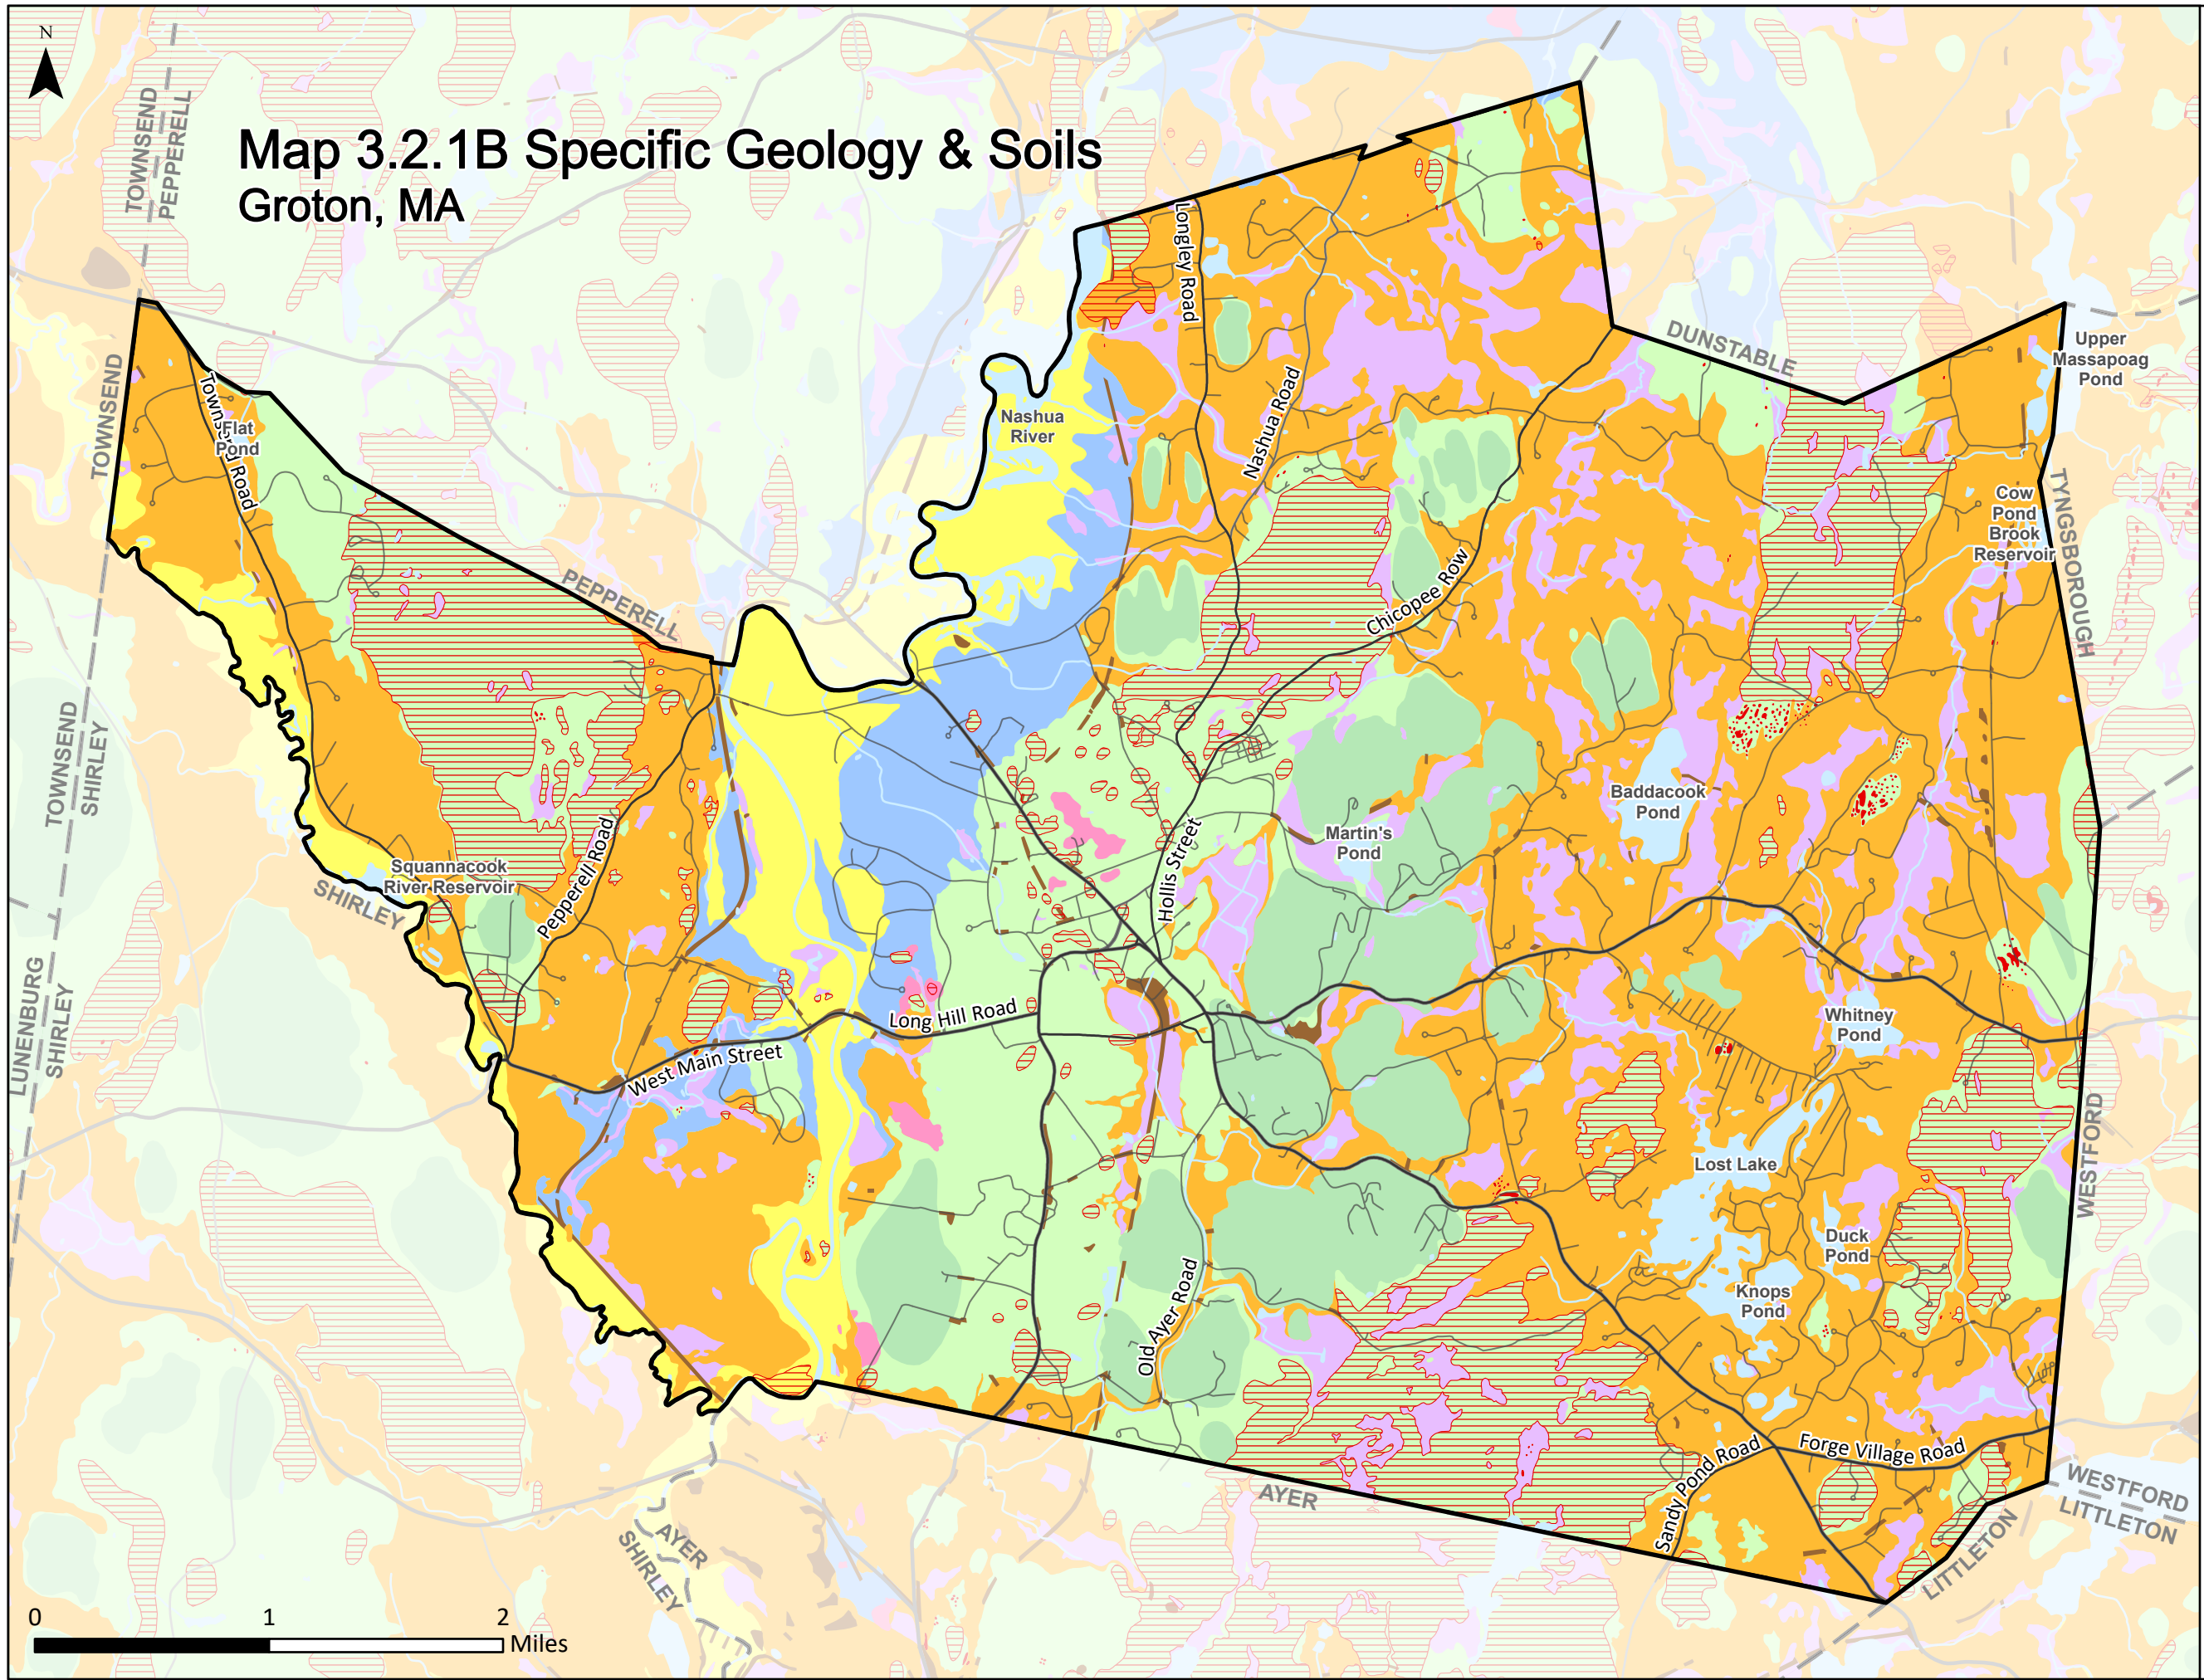 N
Map 3.2.1B Specific Geology & Soils
Groton, MA
TOWNSEND
PEPPERELL
Longley Road
DUNSTABLE
Upper
Massapoag
Pond
TOWNSEND
Townsend Road
Flat
Pond
Nashua
River
Nashua Road
Cow
Pond
Brook
Reservoir
TYNGSBOROUGH
PEPPERELL
Chicopee Row
TOWNSEND
SHIRLEY
Baddacook
Pond
Martin's
Pond
Hollis Street
Squannacook
River Reservoir
Pepperell Road
SHIRLEY
LUNENBURG
SHIRLEY
Long Hill Road
Whitney
Pond
West Main Street
WESTFORD
Lost Lake
Duck
Pond
Knops
Pond
Old Ayer Road
Sandy Pond Road
Forge Village Road
AYER
WESTFORD
LITTLETON
LITTLETON
AYER
SHIRLEY
0 1 2
Miles